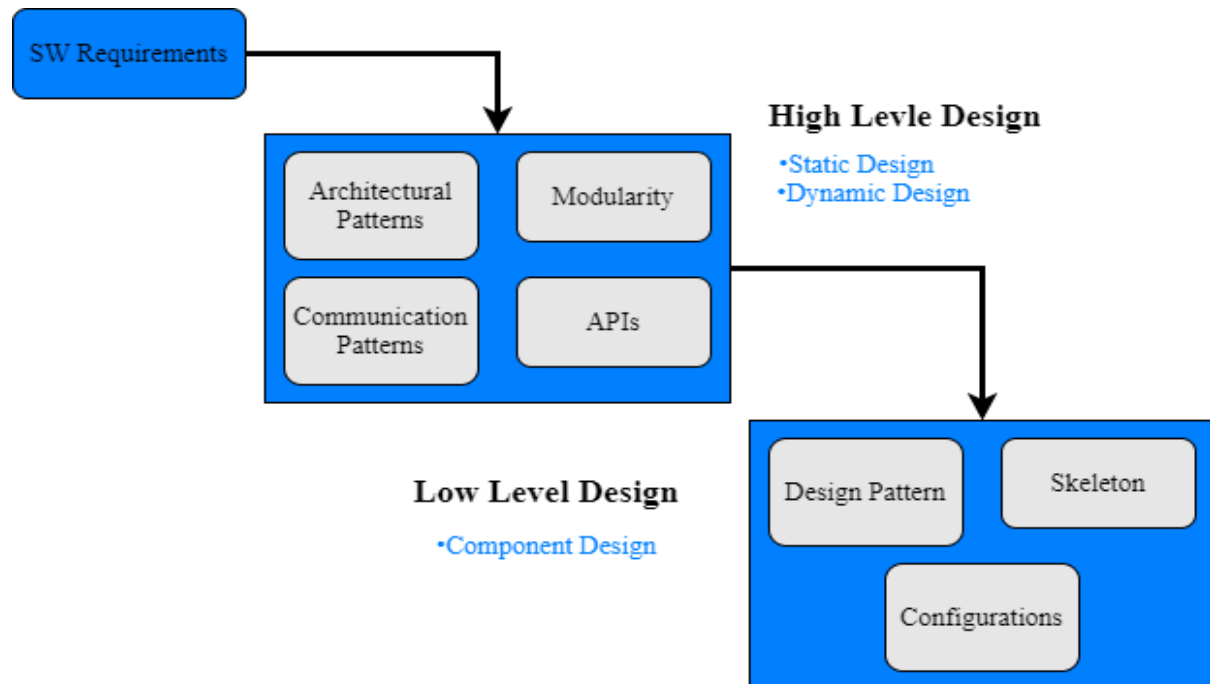 SW Requirements
High Levle Design
•Static Design
•Dynamic Design
Architectural
Patterns
Modularity
Communication
Patterns
APIs
Low Level Design
•Component Design
Design Pattern
Skeleton
Configurations